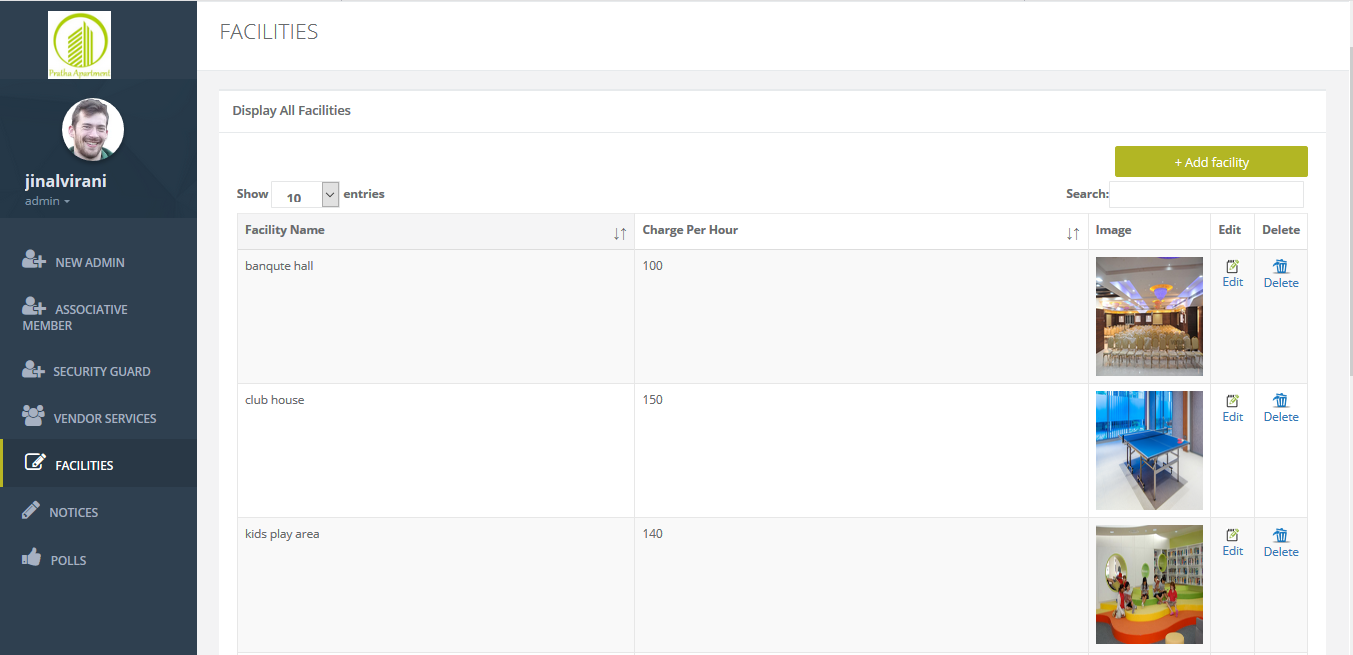 FACILITIES
Pratha Apartment
jinalvirani
admin
NEW ADMIN
ASSOCIATIVE
MEMBER
SECURITY GUARD
VENDOR SERVICES
FACILITIES
NOTICES
POLLS
Display All Facilities
+ Add facility
Show 10 entries
Search:
Facility Name Charge Per Hour Image Edit Delete
banqute hall 100 Edit Delete
club house 150 Edit Delete
kids play area 140 Edit Delete